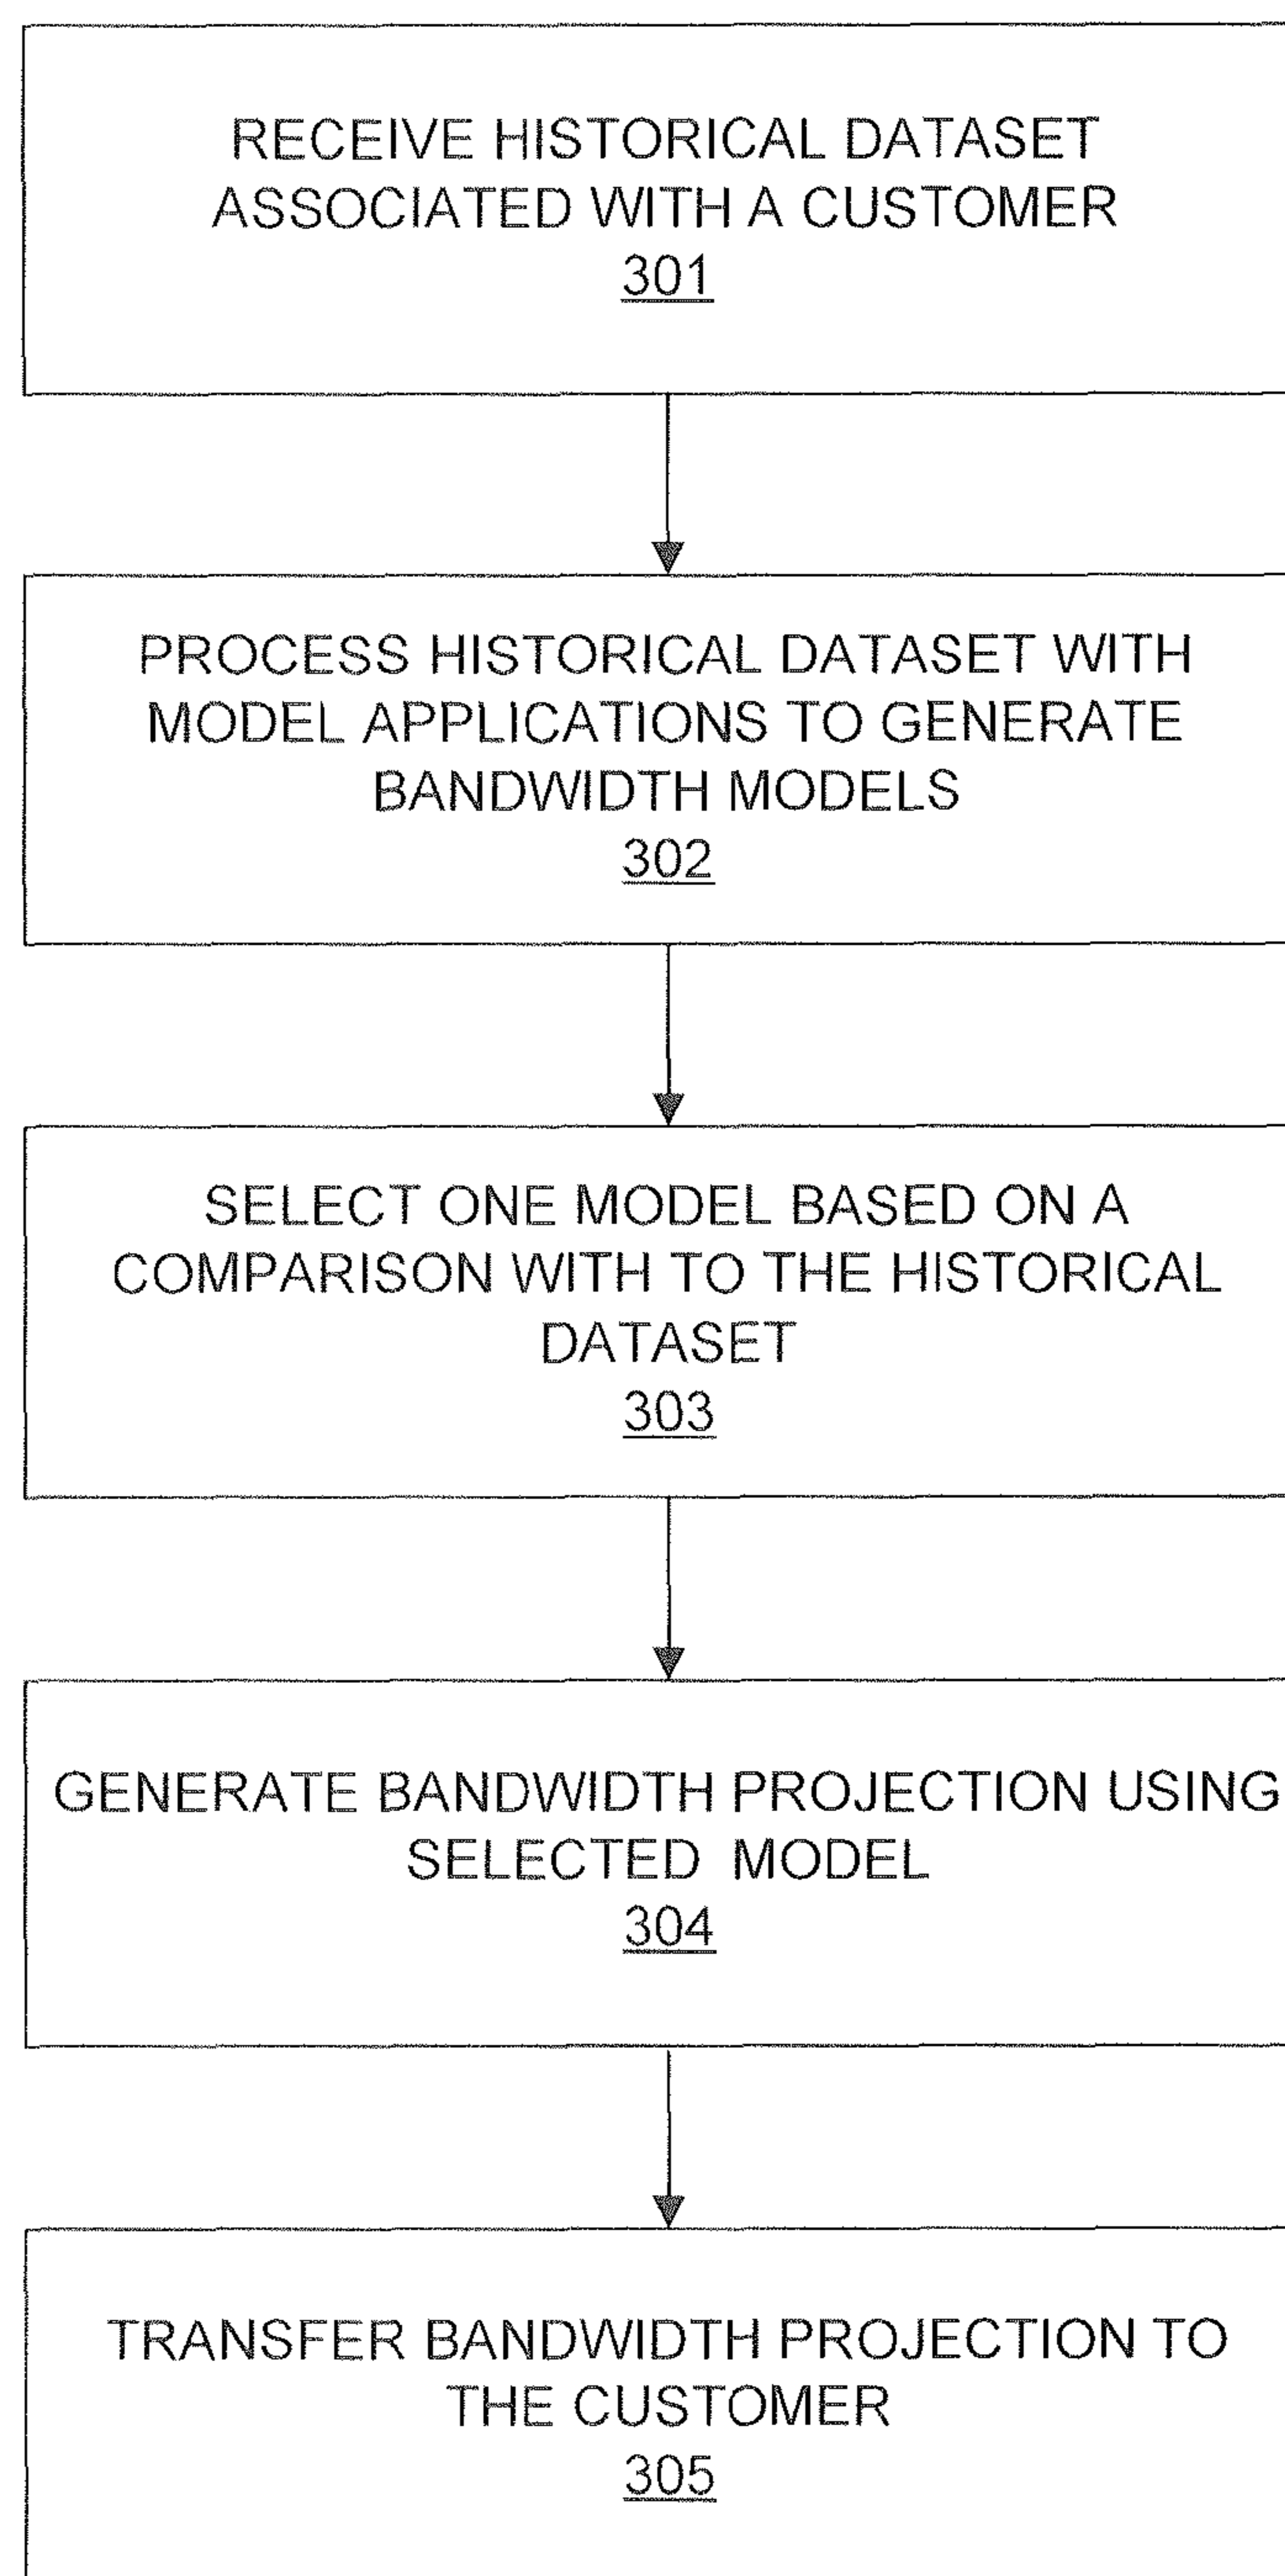 RECEIVE HISTORICAL DATASET
ASSOCIATED WITH A CUSTOMER
301
PROCESS HISTORICAL DATASET WITH
MODEL APPLICATIONS TO GENERATE
BANDWIDTH MODELS
302
SELECT ONE MODEL BASED ON A
COMPARISON WITH TO THE HISTORICAL
DATASET
303
GENERATE BANDWIDTH PROJECTION USING
SELECTED MODEL
304
TRANSFER BANDWIDTH PROJECTION TO
THE CUSTOMER
305